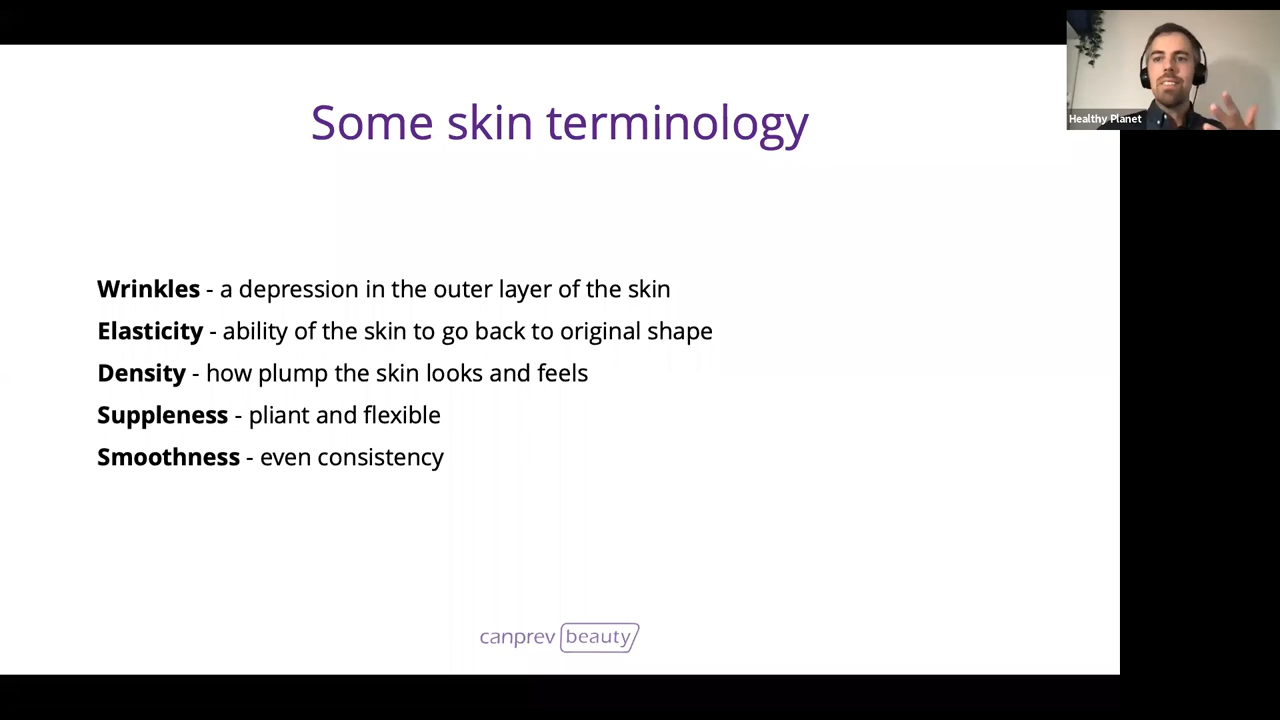 Some skin terminology
Healthy Planet
Wrinkles - a depression in the outer layer of the skin
Elasticity - ability of the skin to go back to original shape
Density - how plump the skin looks and feels
Suppleness - pliant and flexible
Smoothness - even consistency
canprev beauty